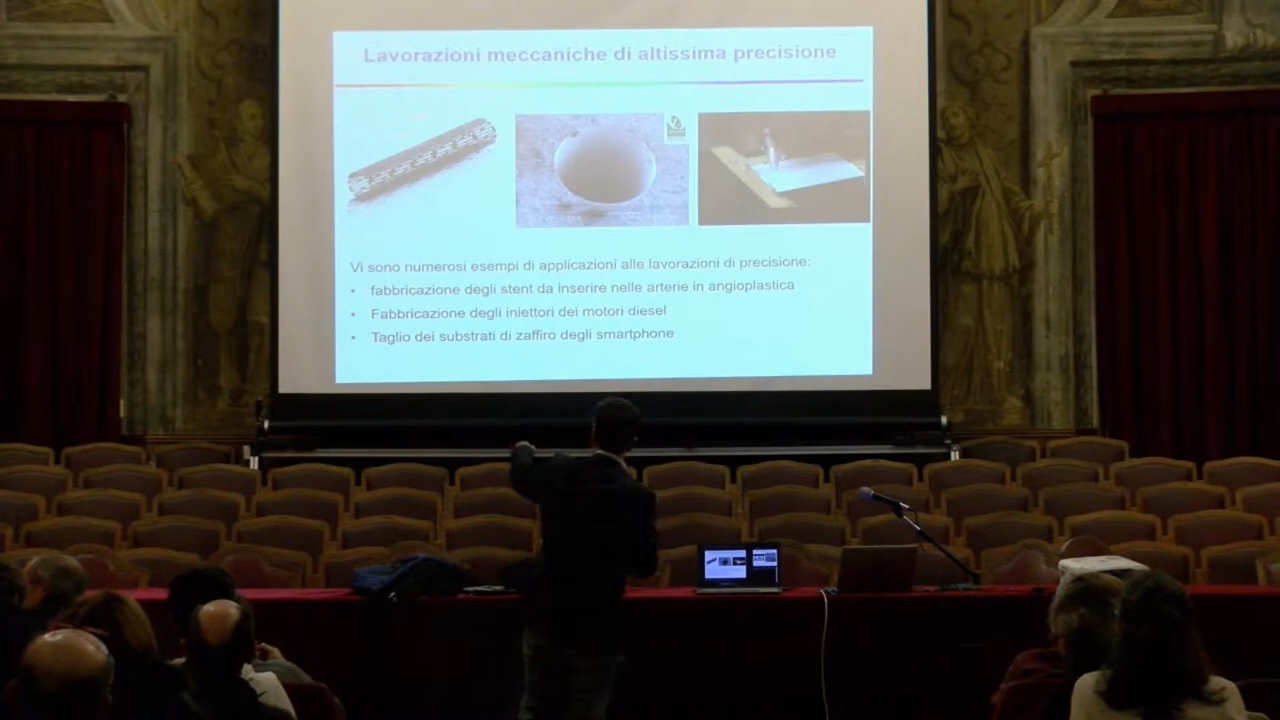 Lavorazioni meccaniche di altissima precisione
Vi sono numerosi esempi di applicazioni alle lavorazioni di precisione:
• fabbricazione degli stent da inserire nelle arterie in angioplastica
• Fabbricazione degli iniettori dei motori diesel
• Taglio dei substrati di zaffiro degli smartphone